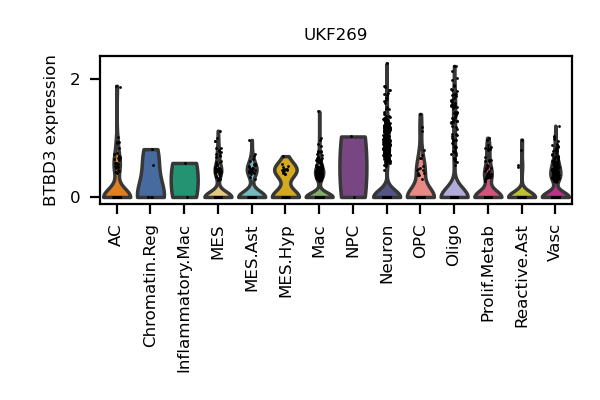 UKF269
BTBD3 expression
2
0
AC
Chromatin.Reg
Inflammatory.Mac
MES
MES.Ast
MES.Hyp
Mac
NPC
Neuron
OPC
Oligo
Prolif.Metab
Reactive.Ast
Vasc